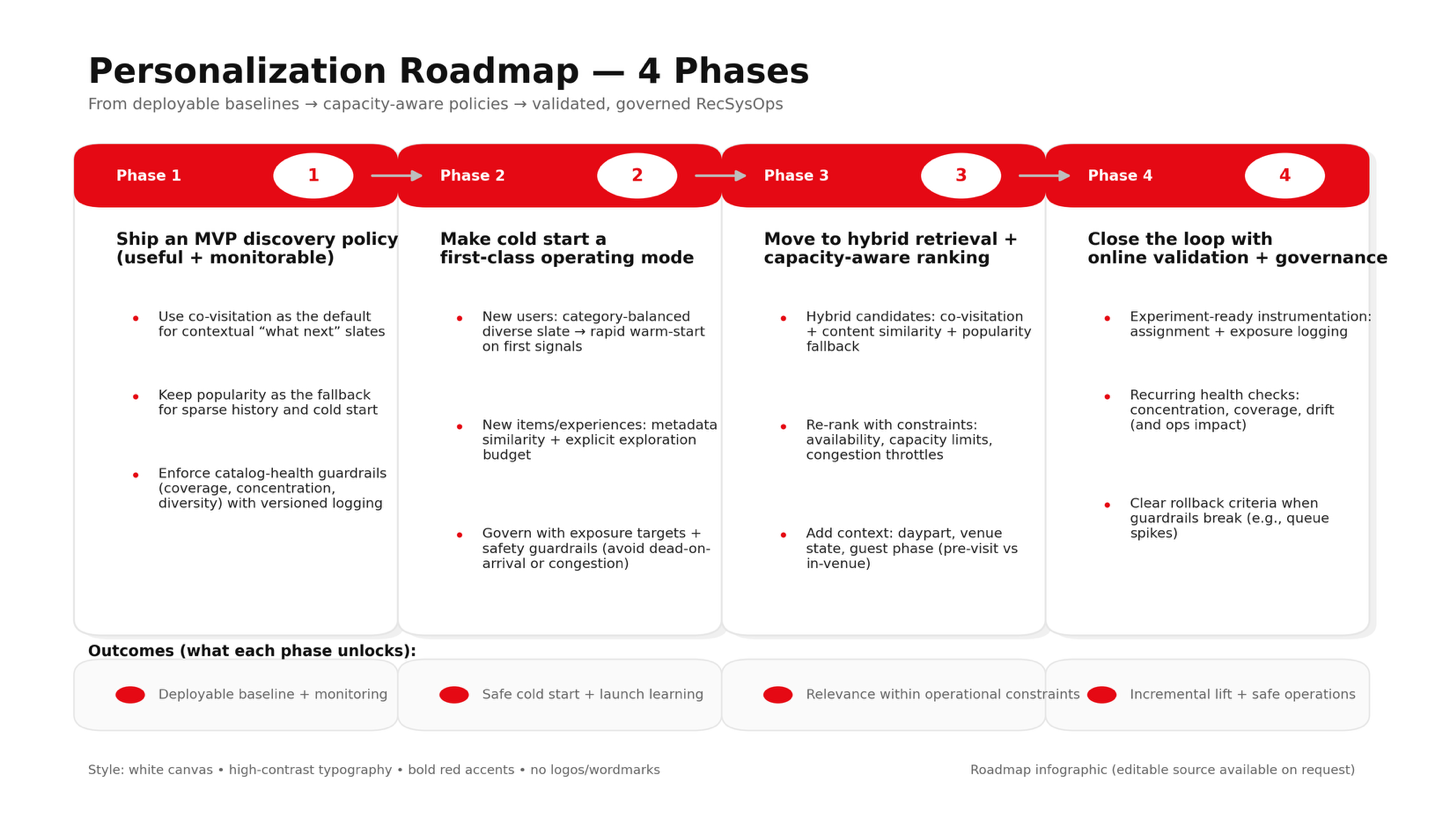 Personalization Roadmap — 4 Phases
From deployable baselines → capacity-aware policies → validated, governed RecSysOps
Phase 1
1
Ship an MVP discovery policy
(useful + monitorable)
• Use co-visitation as the default
for contextual “what next” slates
• Keep popularity as the fallback
for sparse history and cold start
• Enforce catalog-health guardrails
(coverage, concentration,
diversity) with versioned logging
Phase 2
2
Make cold start a
first-class operating mode
• New users: category-balanced
diverse slate → rapid warm-start
on first signals
• New items/experiences: metadata
similarity + explicit exploration
budget
• Govern with exposure targets +
safety guardrails (avoid dead-on-
arrival or congestion)
Phase 3
3
Move to hybrid retrieval +
capacity-aware ranking
• Hybrid candidates: co-visitation
+ content similarity + popularity
fallback
• Re-rank with constraints:
availability, capacity limits,
congestion throttles
• Add context: daypart, venue
state, guest phase (pre-visit vs
in-venue)
Phase 4
4
Close the loop with
online validation + governance
• Experiment-ready instrumentation:
assignment + exposure logging
• Recurring health checks:
concentration, coverage, drift
(and ops impact)
• Clear rollback criteria when
guardrails break (e.g., queue
spikes)
Outcomes (what each phase unlocks):
Deployable baseline + monitoring
Safe cold start + launch learning
Relevance within operational constraints
Incremental lift + safe operations
Style: white canvas • high-contrast typography • bold red accents • no logos/wordmarks
Roadmap infographic (editable source available on request)